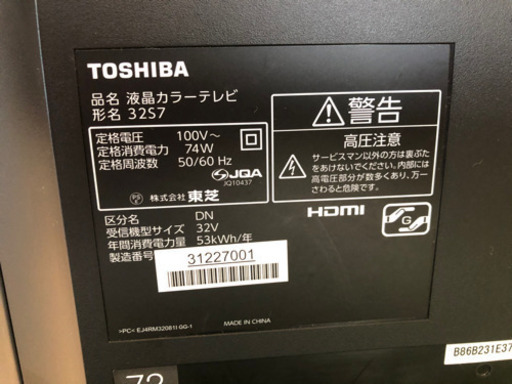 TOSHIBA
品名 液晶カラーテレビ
形名 32S7
定格電圧 100V~
定格消費電力 74W
定格周波数 50/60 Hz
JQA
JQ10437
株式会社 東芝
区分名 DN
受信機型サイズ 32V
年間消費電力量 53kWh/年
製造番号
31227001
警告
高圧注意
サービスマン以外の方は裏ぶた
をあけないでください。内部には
高電圧部分が数多くあり、万一
さわると危険です。
HDMI
G
>PC< EJ4RM32081I GG-1
MADE IN CHINA
B86B231E37